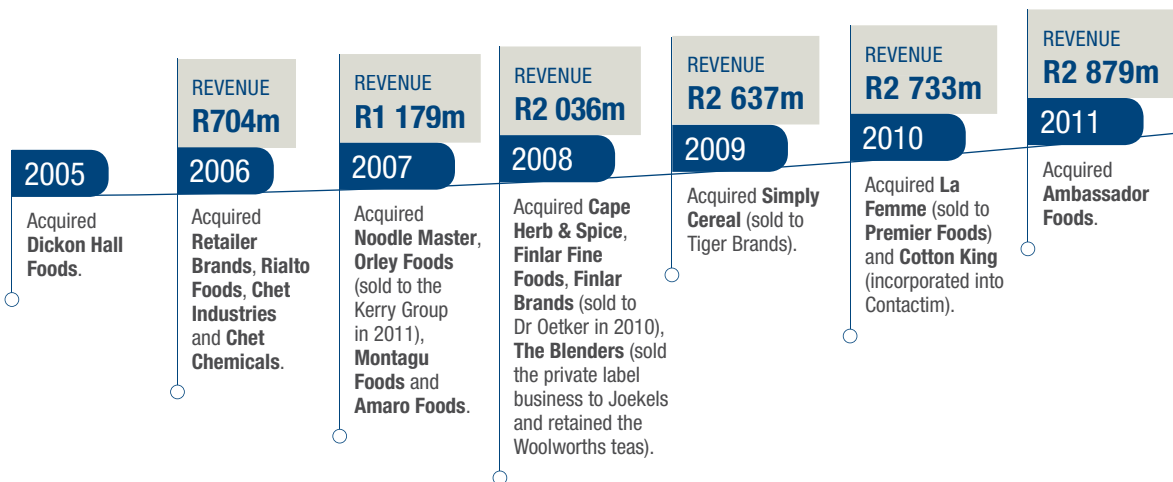 2005
Acquired
Dickon Hall
Foods.
REVENUE
R704m
2006
Acquired
Retailer
Brands, Rialto
Foods, Chet
Industries
and Chet
Chemicals.
REVENUE
R1 179m
2007
Acquired
Noodle Master,
Orley Foods
(sold to the
Kerry Group
in 2011),
Montagu
Foods and
Amaro Foods.
REVENUE
R2 036m
2008
Acquired Cape
Herb & Spice,
Finlar Fine
Foods, Finlar
Brands (sold to
Dr Oetker in 2010),
The Blenders (sold
the private label
business to Joekels
and retained the
Woolworths teas).
REVENUE
R2 637m
2009
Acquired Simply
Cereal (sold to
Tiger Brands).
REVENUE
R2 733m
2010
Acquired La
Femme (sold to
Premier Foods)
and Cotton King
(incorporated into
Contactim).
REVENUE
R2 879m
2011
Acquired
Ambassador
Foods.